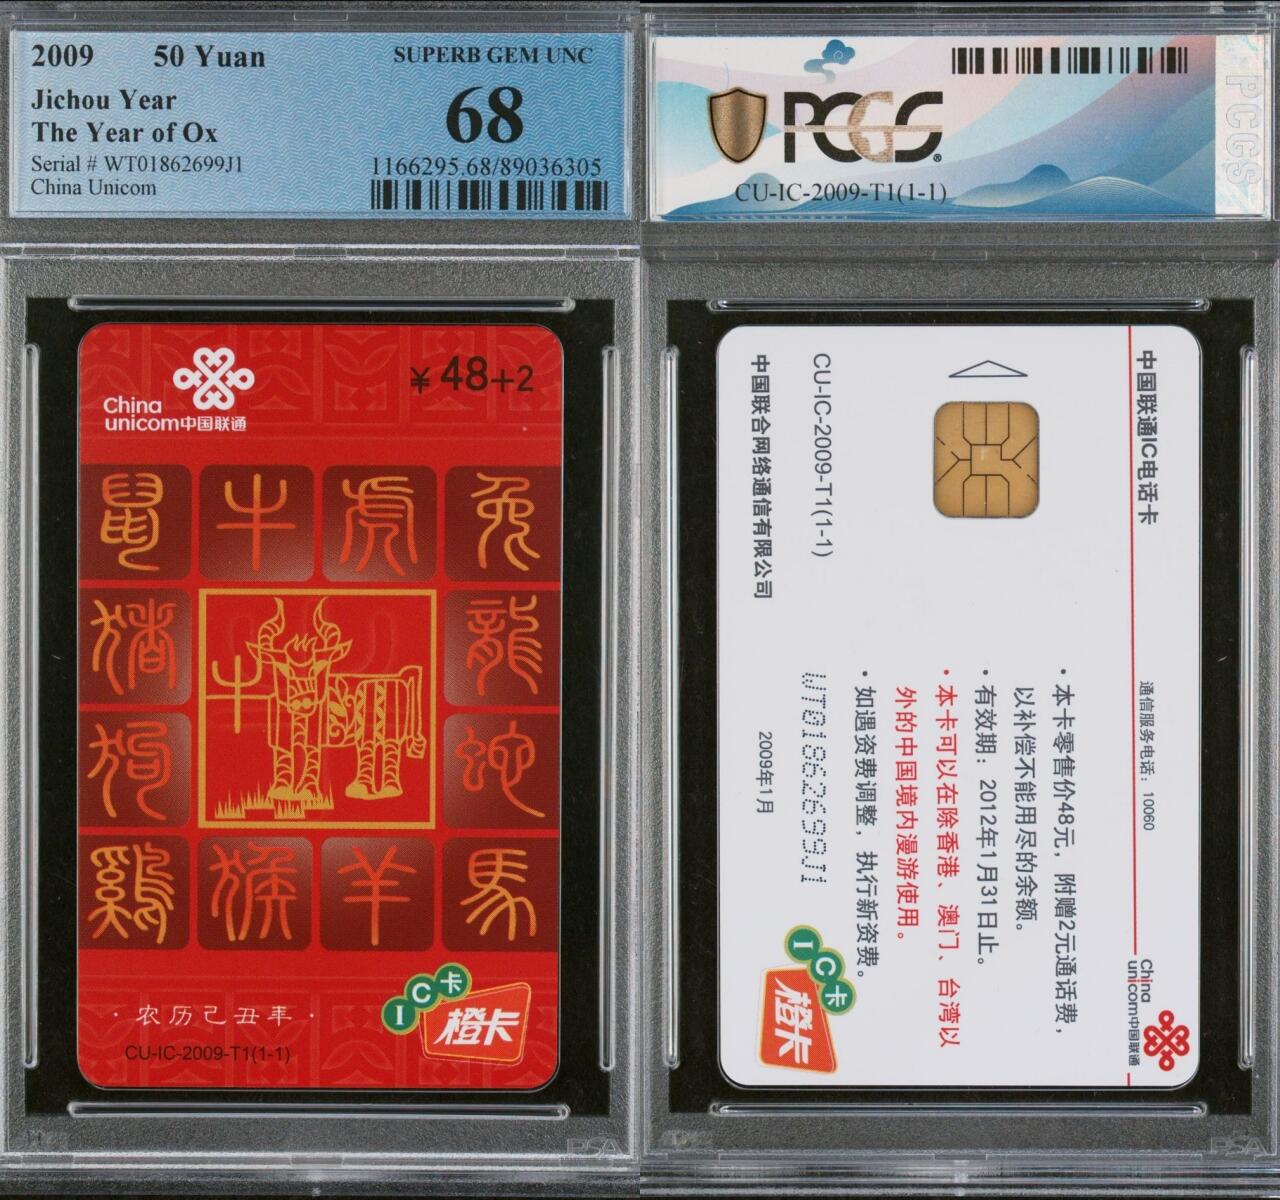 2009 50 Yuan
SUPERB GEM UNC
Jichou Year
68
The Year of Ox
Serial # WT01862699J1
1166295.68/89036305
China Unicom
PCGS
CU-IC-2009-T1(1-1)
PCGS
China
unicom中国联通
¥ 48+2
鼠 牛 虎 兔
猪 龍
牛
狗 蛇
鷄 猴 羊 馬
·农历己丑年·
CU-IC-2009-T1(1-1)
IC卡
橙卡
PSA
中国联通IC电话卡
通信服务电话：10060
China
unicom中国联通
•本卡零售价48元，附赠2元通话费，
以补偿不能用尽的余额。
•有效期：2012年1月31日止。
•本卡可以在除香港、澳门、台湾以
外的中国境内漫游使用。
•如遇资费调整，执行新资费。
CU-IC-2009-T1(1-1)
WT01862699J1
中国联合网络通信有限公司
2009年1月
IC卡
橙卡
PSA